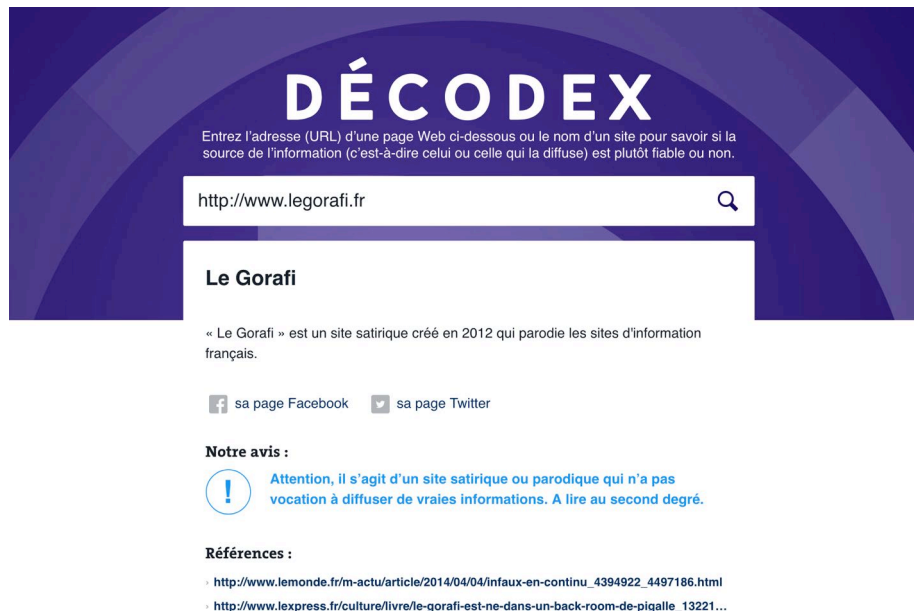 DÉCODEX
Entrez l'adresse (URL) d'une page Web ci-dessous ou le nom d'un site pour savoir si la
source de l'information (c'est-à-dire celui ou celle qui la diffuse) est plutôt fiable ou non.
http://www.legorafi.fr
Le Gorafi
« Le Gorafi » est un site satirique créé en 2012 qui parodie les sites d'information
français.
sa page Facebook sa page Twitter
Notre avis :
Attention, il s'agit d'un site satirique ou parodique qui n'a pas
vocation à diffuser de vraies informations. A lire au second degré.
Références :
› http://www.lemonde.fr/m-actu/article/2014/04/04/infaux-en-continu_4394922_4497186.html
› http://www.lexpress.fr/culture/livre/le-gorafi-est-ne-dans-un-back-room-de-pigalle_13221...